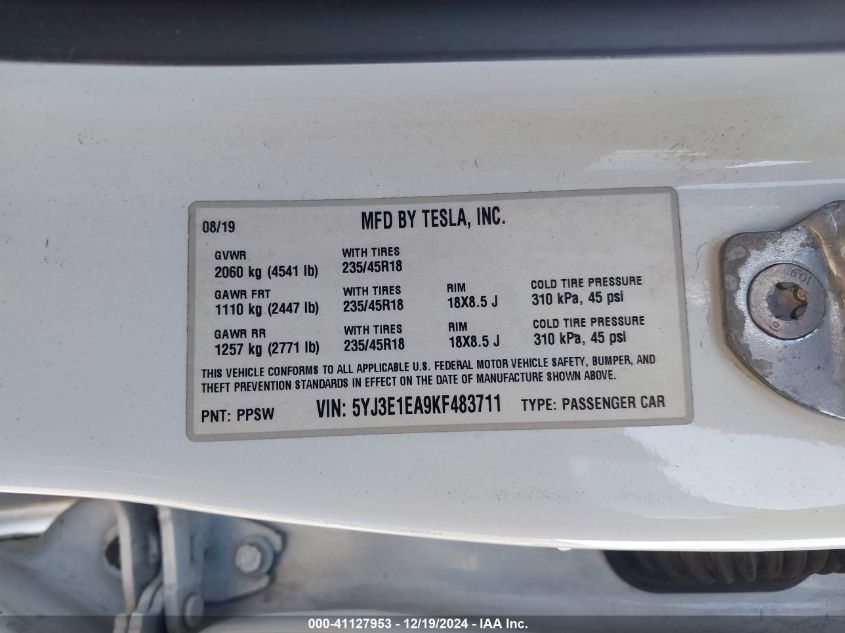 08/19 MFD BY TESLA, INC.
GVWR WITH TIRES
2060 kg (4541 lb) 235/45R18
GAWR FRT WITH TIRES RIM COLD TIRE PRESSURE
1110 kg (2447 lb) 235/45R18 18X8.5 J 310 kPa, 45 psi
GAWR RR WITH TIRES RIM COLD TIRE PRESSURE
1257 kg (2771 lb) 235/45R18 18X8.5 J 310 kPa, 45 psi
THIS VEHICLE CONFORMS TO ALL APPLICABLE U.S. FEDERAL MOTOR VEHICLE SAFETY, BUMPER, AND
THEFT PREVENTION STANDARDS IN EFFECT ON THE DATE OF MANUFACTURE SHOWN ABOVE.
PNT: PPSW VIN: 5YJ3E1EA9KF483711 TYPE: PASSENGER CAR
10.9
000-41127953 - 12/19/2024 - IAA Inc.